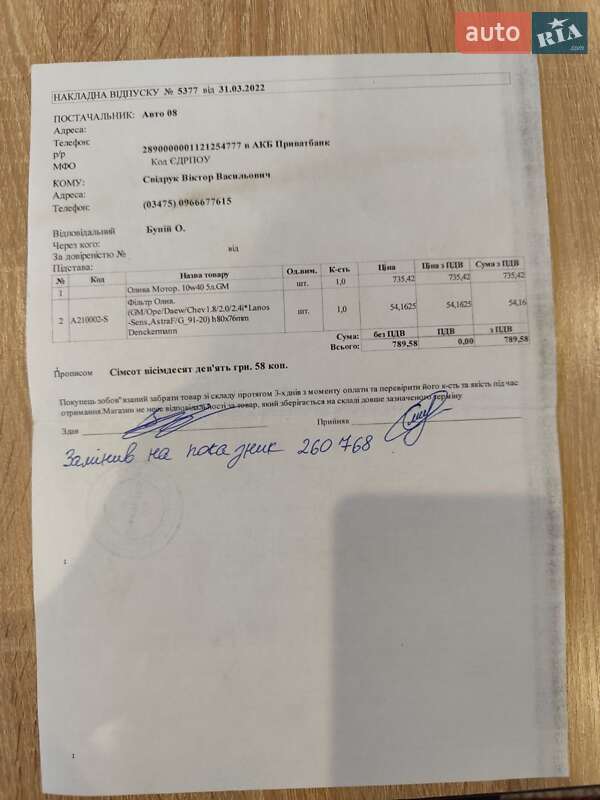 auto RIA .com
НАКЛАДНА ВІДПУСКУ № 5377 від 31.03.2022
ПОСТАЧАЛЬНИК: Авто 08
Адреса:
Телефон:
р/р 2890000001121254777 в АКБ Приватбанк
МФО Код ЄДРПОУ
КОМУ: Свідрук Віктор Васильович
Адреса:
Телефон: (03475) 0966677615
Відповідальний Буній О.
Через кого:
За довіреністю № від
Підстава:
№ Код Назва товару Од.вим. К-сть Ціна Ціна з ПДВ Сума з ПДВ
1 Олива Мотор. 10w40 5л.GM шт. 1,0 735,42 735,42 735,42
Фільтр Олив.
(GM/Ope/Daew/Chev1.8/2.0/2.4i*Lanos
2 A210002-S -Sens,AstraF/G_91-20) h80x76mm шт. 1,0 54,1625 54,1625 54,16
Denckermann
Сума: без ПДВ ПДВ з ПДВ
Всього: 789,58 0,00 789,58
Прописом Сімсот вісімдесят дев'ять грн. 58 коп.
Покупець зобов'язаний забрати товар зі складу протягом 3-х днів з моменту оплати та перевірити його к-сть та якість під час
отримання.Магазин не несе відповідальності за товар, який зберігається на складі довше зазначеного терміну
Здав Прийняв
Замінив на показник 260 768
1
1